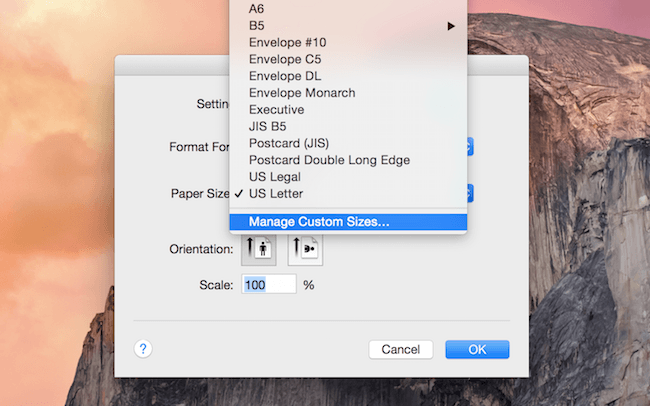 A6
B5
Envelope #10
Envelope C5
Envelope DL
Envelope Monarch
Executive
JIS B5
Postcard (JIS)
Postcard Double Long Edge
US Legal
US Letter
Manage Custom Sizes...
Format For
Paper Size
Orientation:
Scale: 100 %
?
Cancel
OK